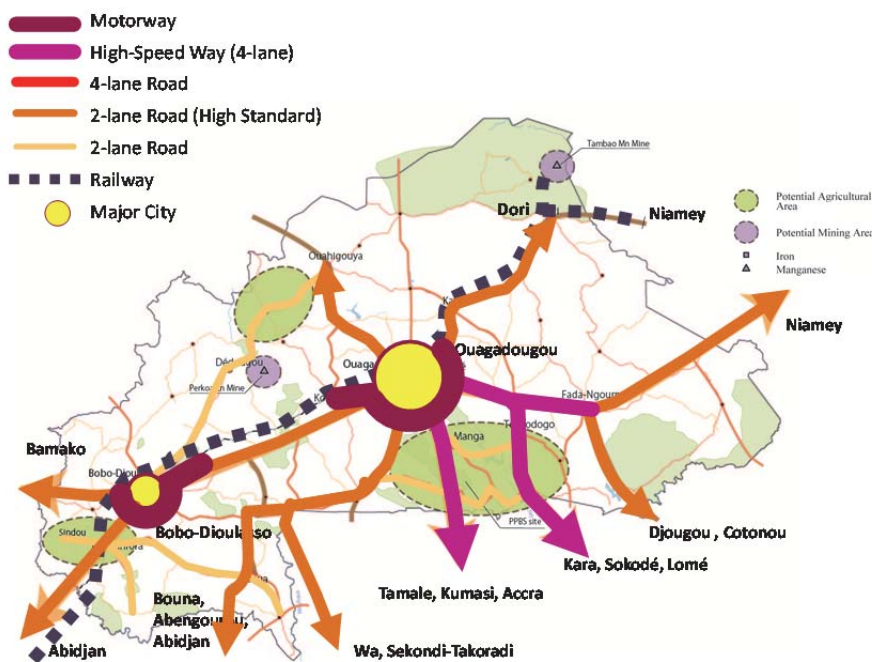 Motorway
High-Speed Way (4-lane)
4-lane Road
2-lane Road (High Standard)
2-lane Road
Railway
Major City
Tambao Mn Mine
Dori
Niamey
Potential Agricultural
Area
Potential Mining Area
Iron
Manganese
Ouahigouya
Niamey
Ouagadougou
Perkoa Mn Mine
Fada-Ngourm
Manga
Bamako
PPBS site
Bobo-Dioulasso
Sindou
Djougou , Cotonou
Kara, Sokodé, Lomé
Tamale, Kumasi, Accra
Bouna,
Abidjan
Abidjan
Wa, Sekondi-Takoradi